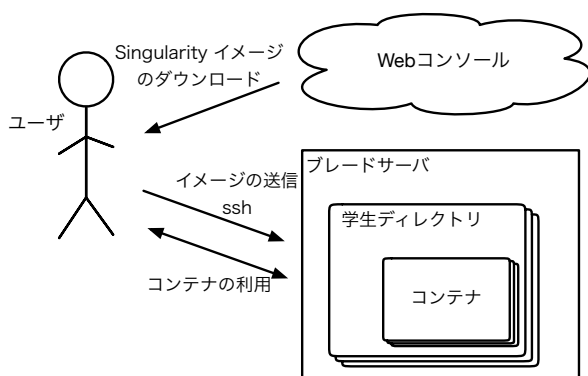 Singularity イメージ
のダウンロード
Webコンソール
ユーザ
ブレードサーバ
イメージの送信
ssh
学生ディレクトリ
コンテナの利用
コンテナ